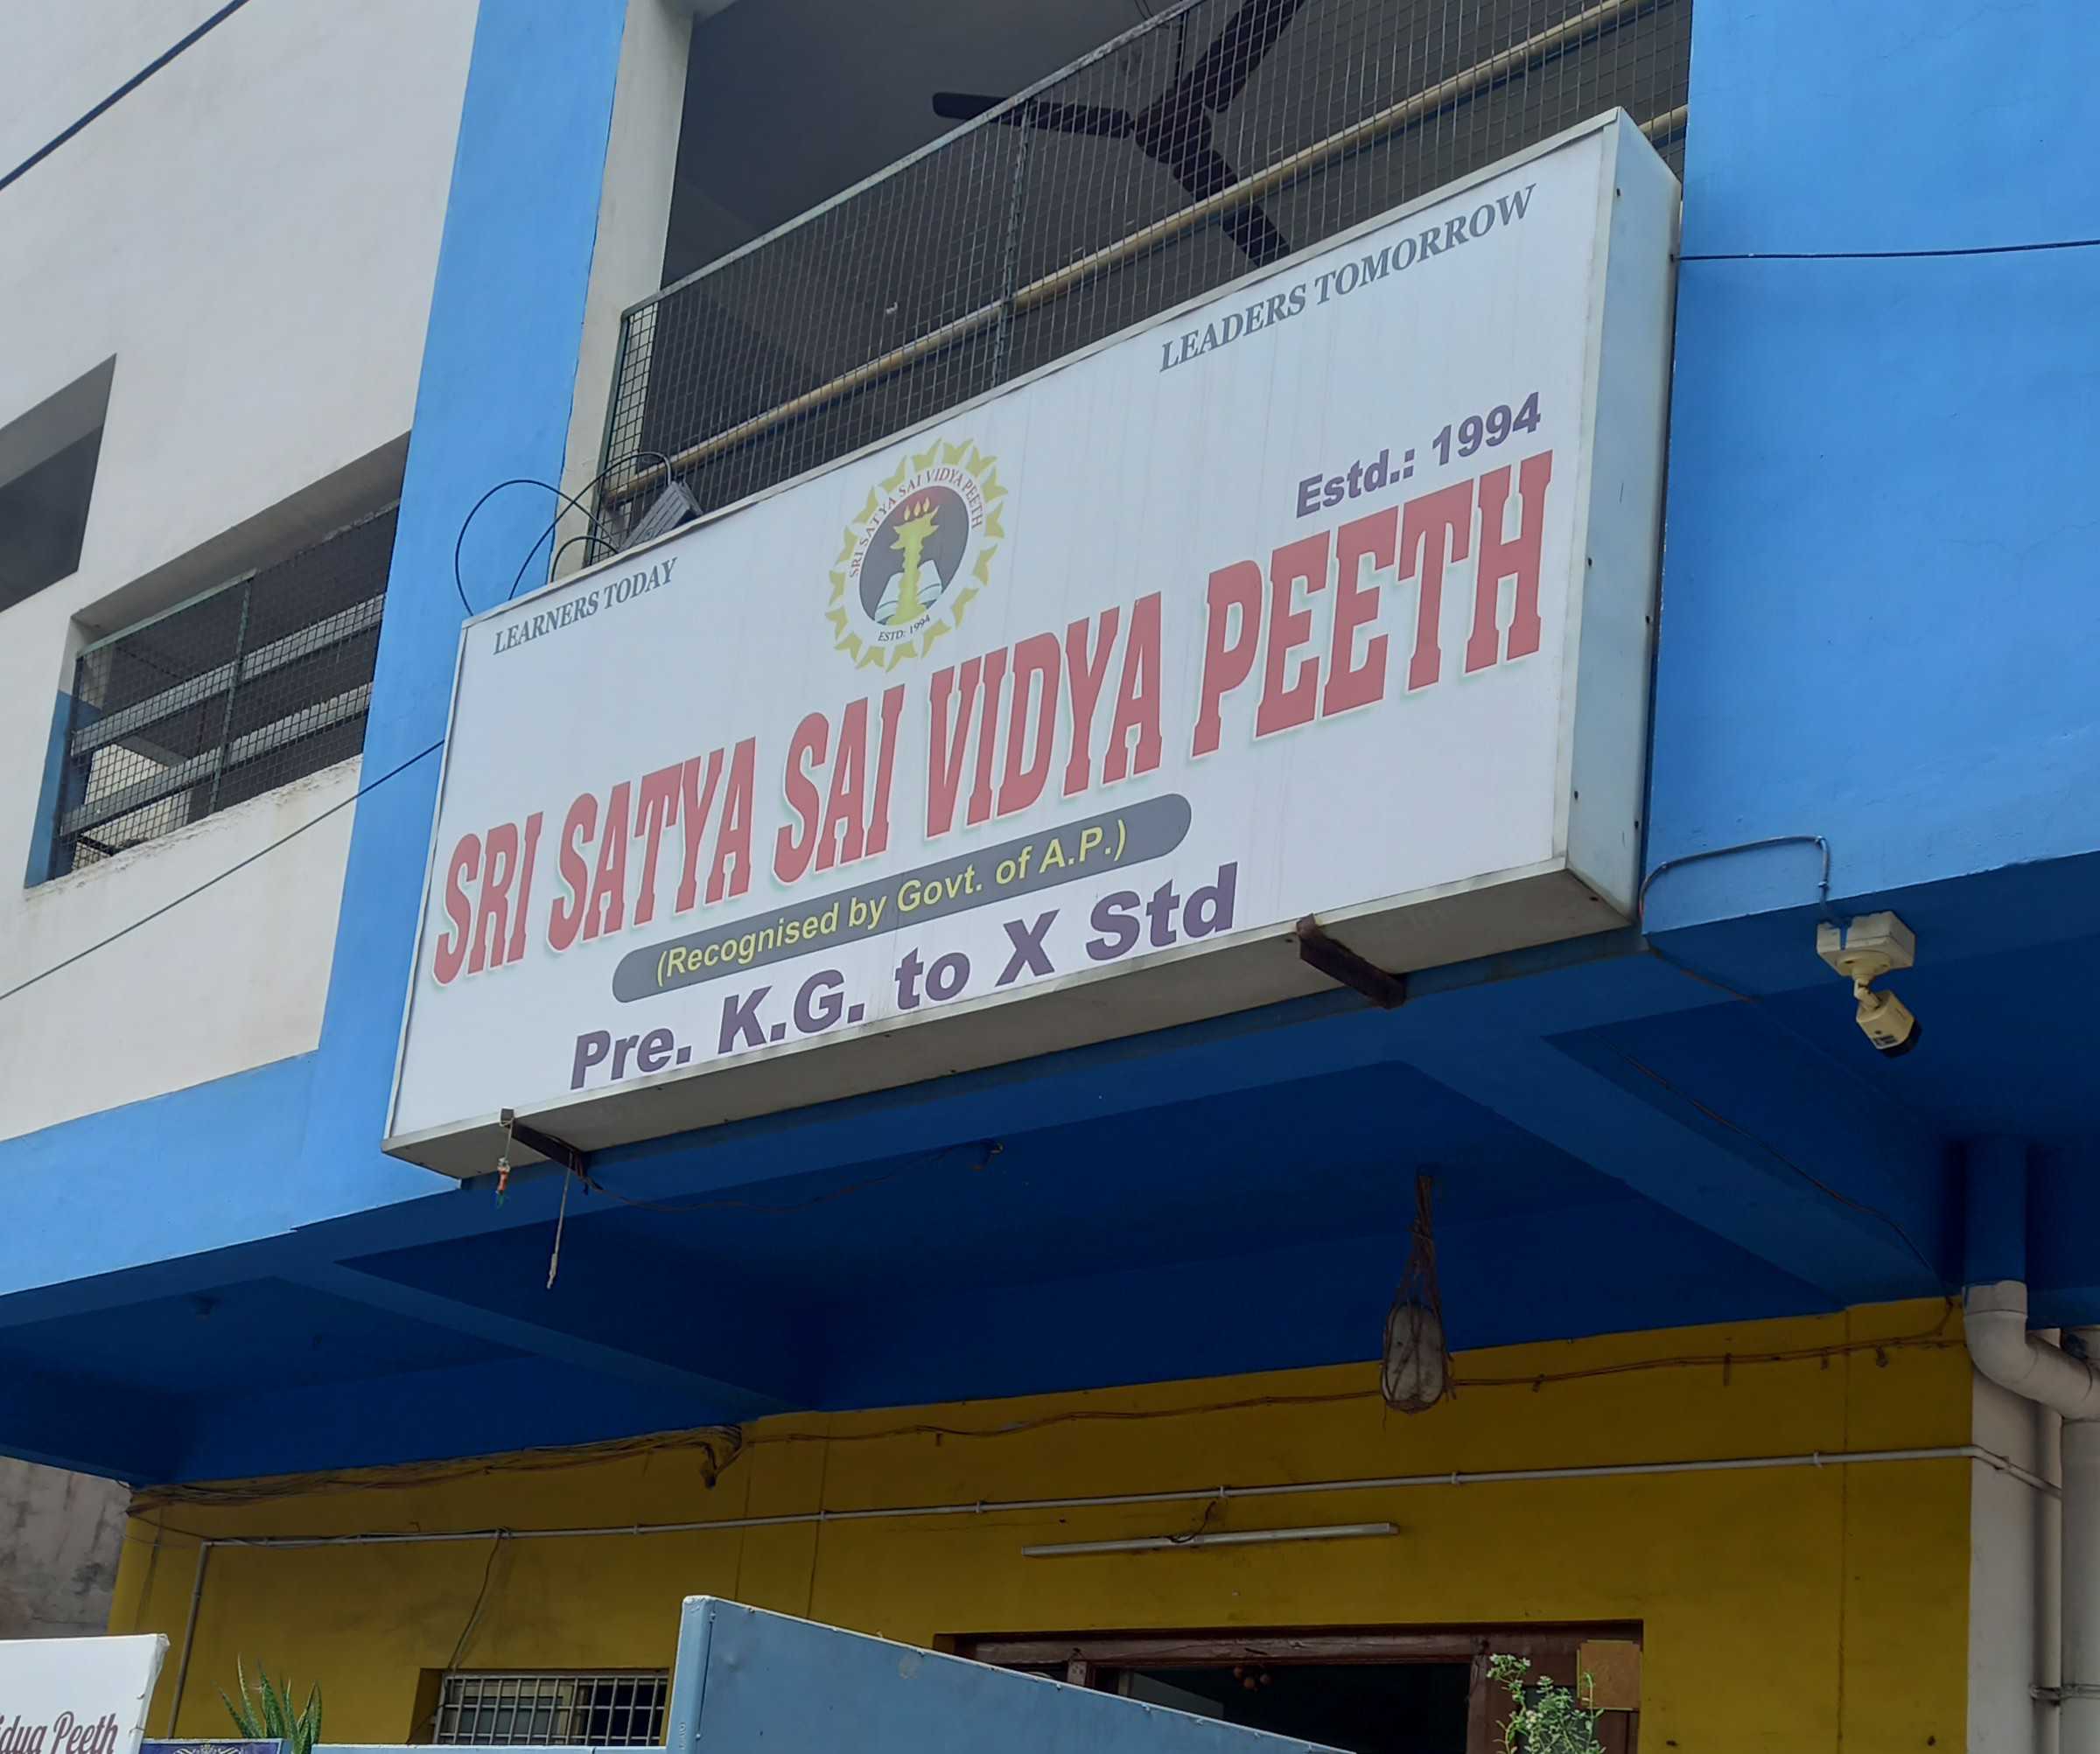 LEARNERS TODAY
LEADERS TOMORROW
SRI SATYA SAI VIDYA PEETH
ESTD: 1994
Estd.: 1994
SRI SATYA SAI VIDYA PEETH
(Recognised by Govt. of A.P.)
Pre. K.G. to X Std
Peeth